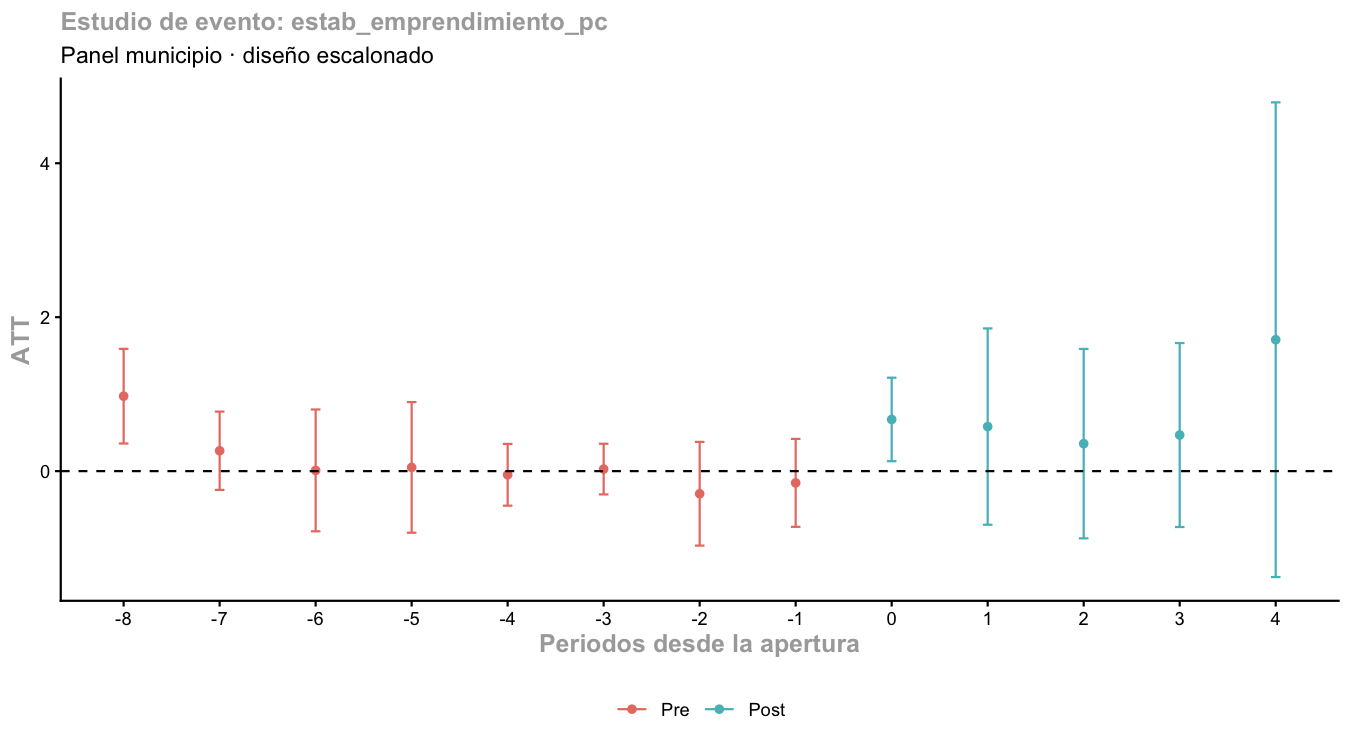 Estudio de evento: estab_emprendimiento_pc
Panel municipio · diseño escalonado
ATT
4
2
0
-8 -7 -6 -5 -4 -3 -2 -1 0 1 2 3 4
Periodos desde la apertura
Pre Post